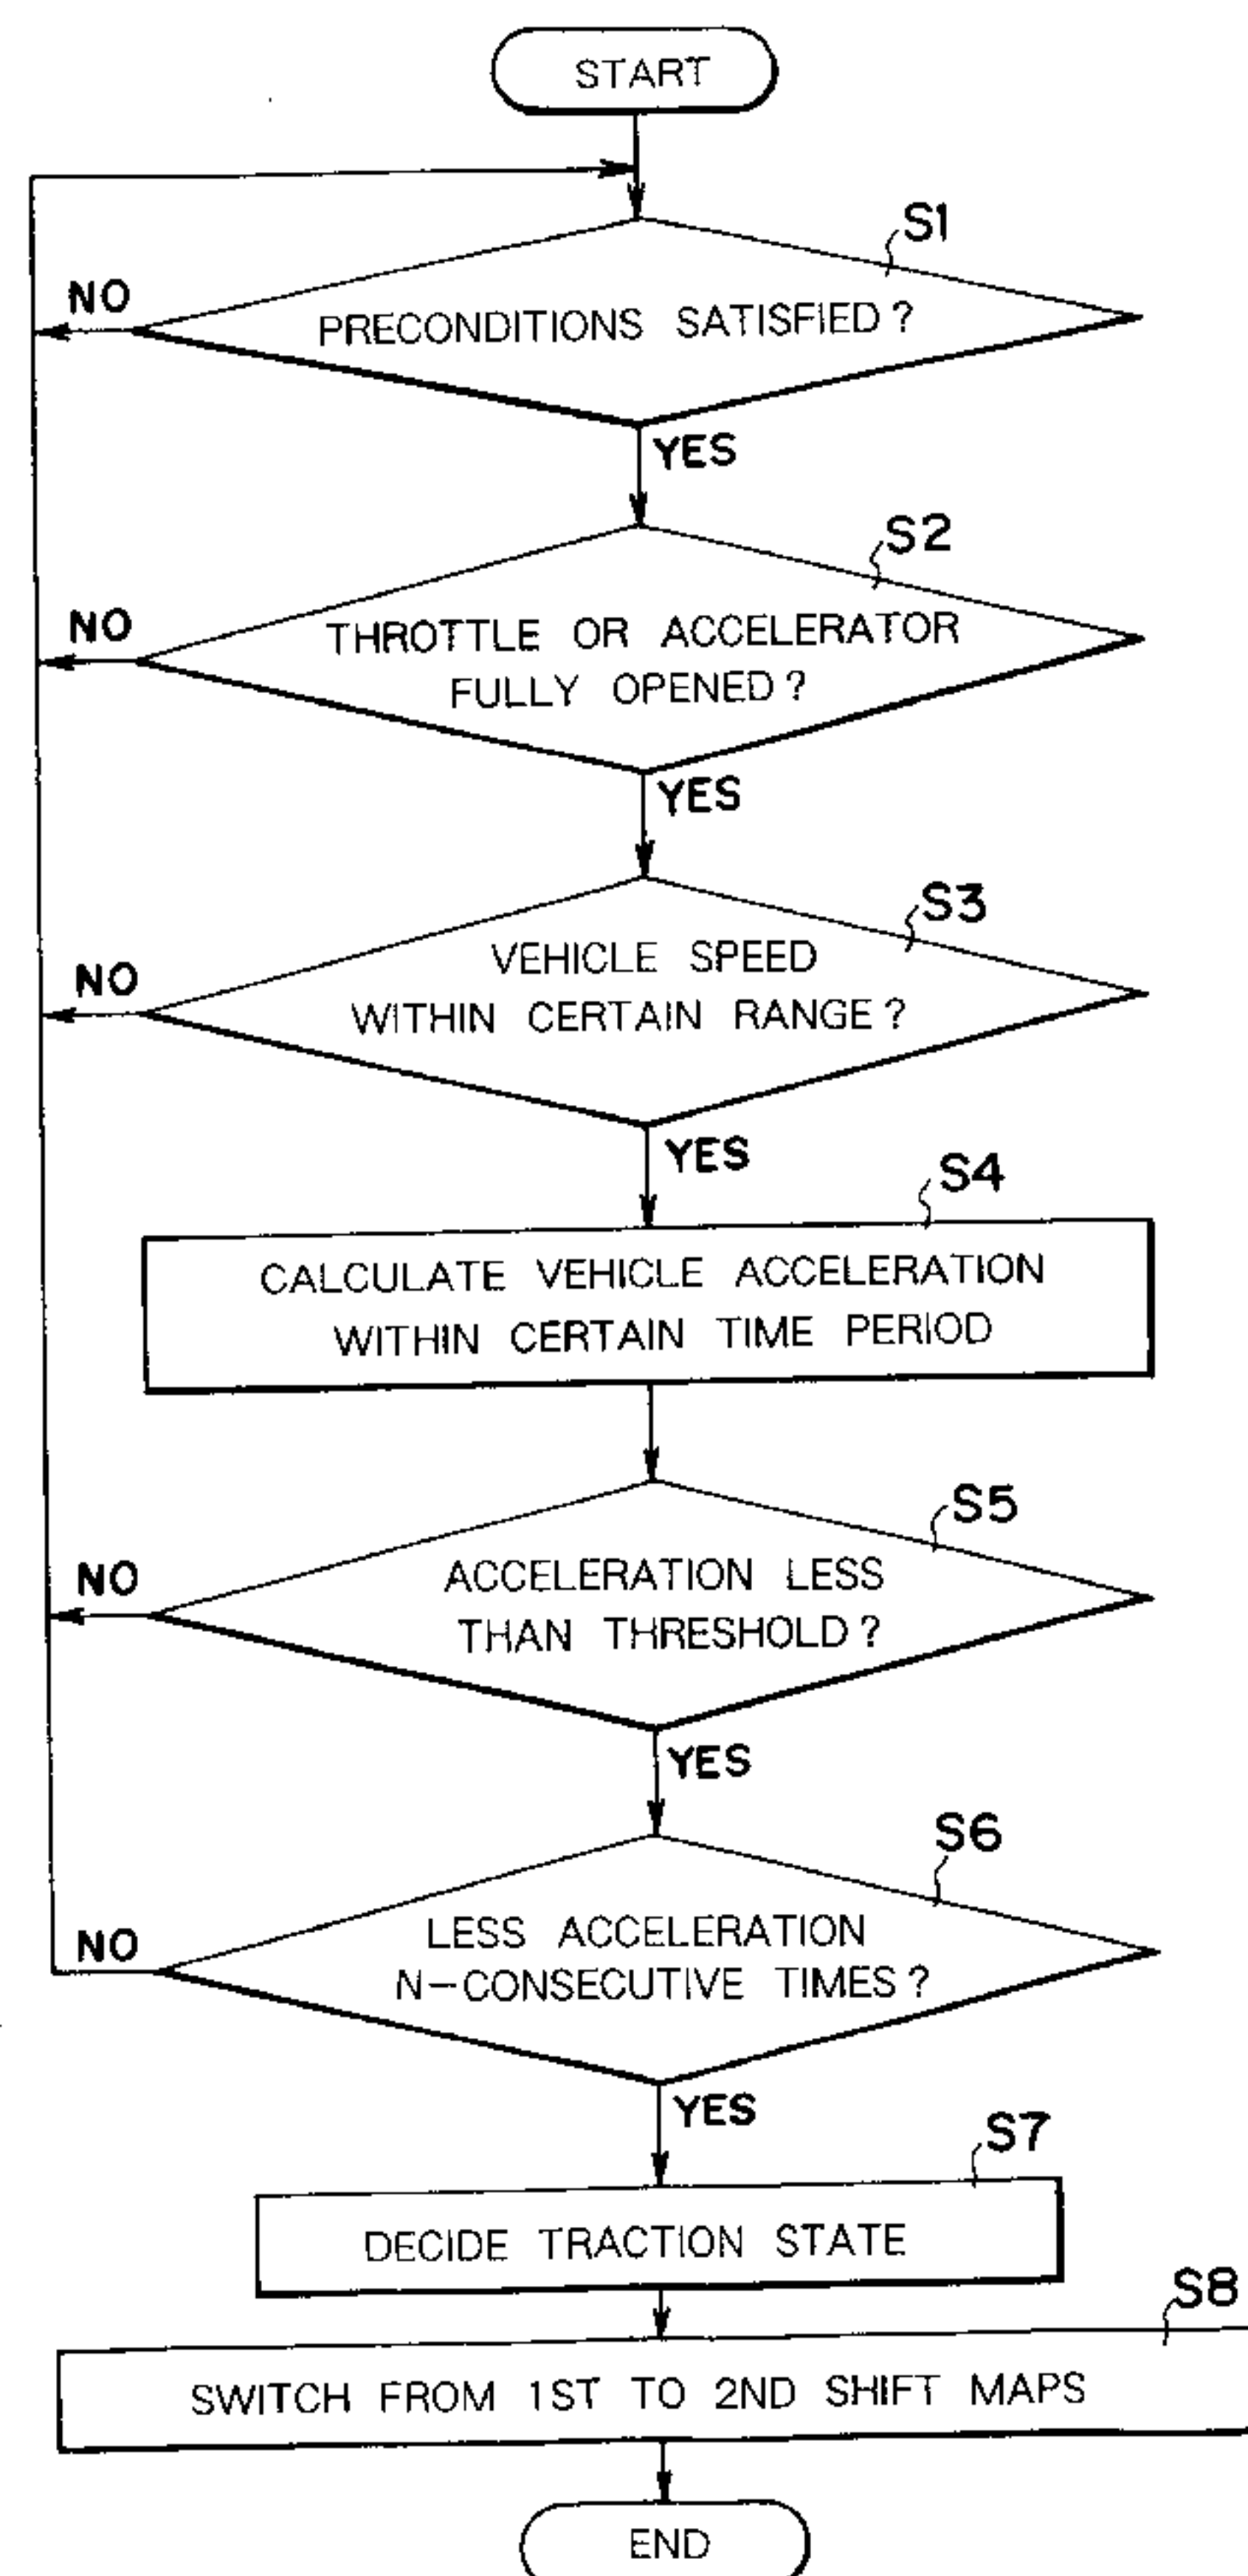 START
S1
NO
PRECONDITIONS SATISFIED?
YES
S2
NO
THROTTLE OR ACCELERATOR
FULLY OPENED?
YES
S3
NO
VEHICLE SPEED
WITHIN CERTAIN RANGE?
YES
S4
CALCULATE VEHICLE ACCELERATION
WITHIN CERTAIN TIME PERIOD
S5
NO
ACCELERATION LESS
THAN THRESHOLD?
YES
S6
NO
LESS ACCELERATION
N-CONSECUTIVE TIMES?
YES
S7
DECIDE TRACTION STATE
S8
SWITCH FROM 1ST TO 2ND SHIFT MAPS
END